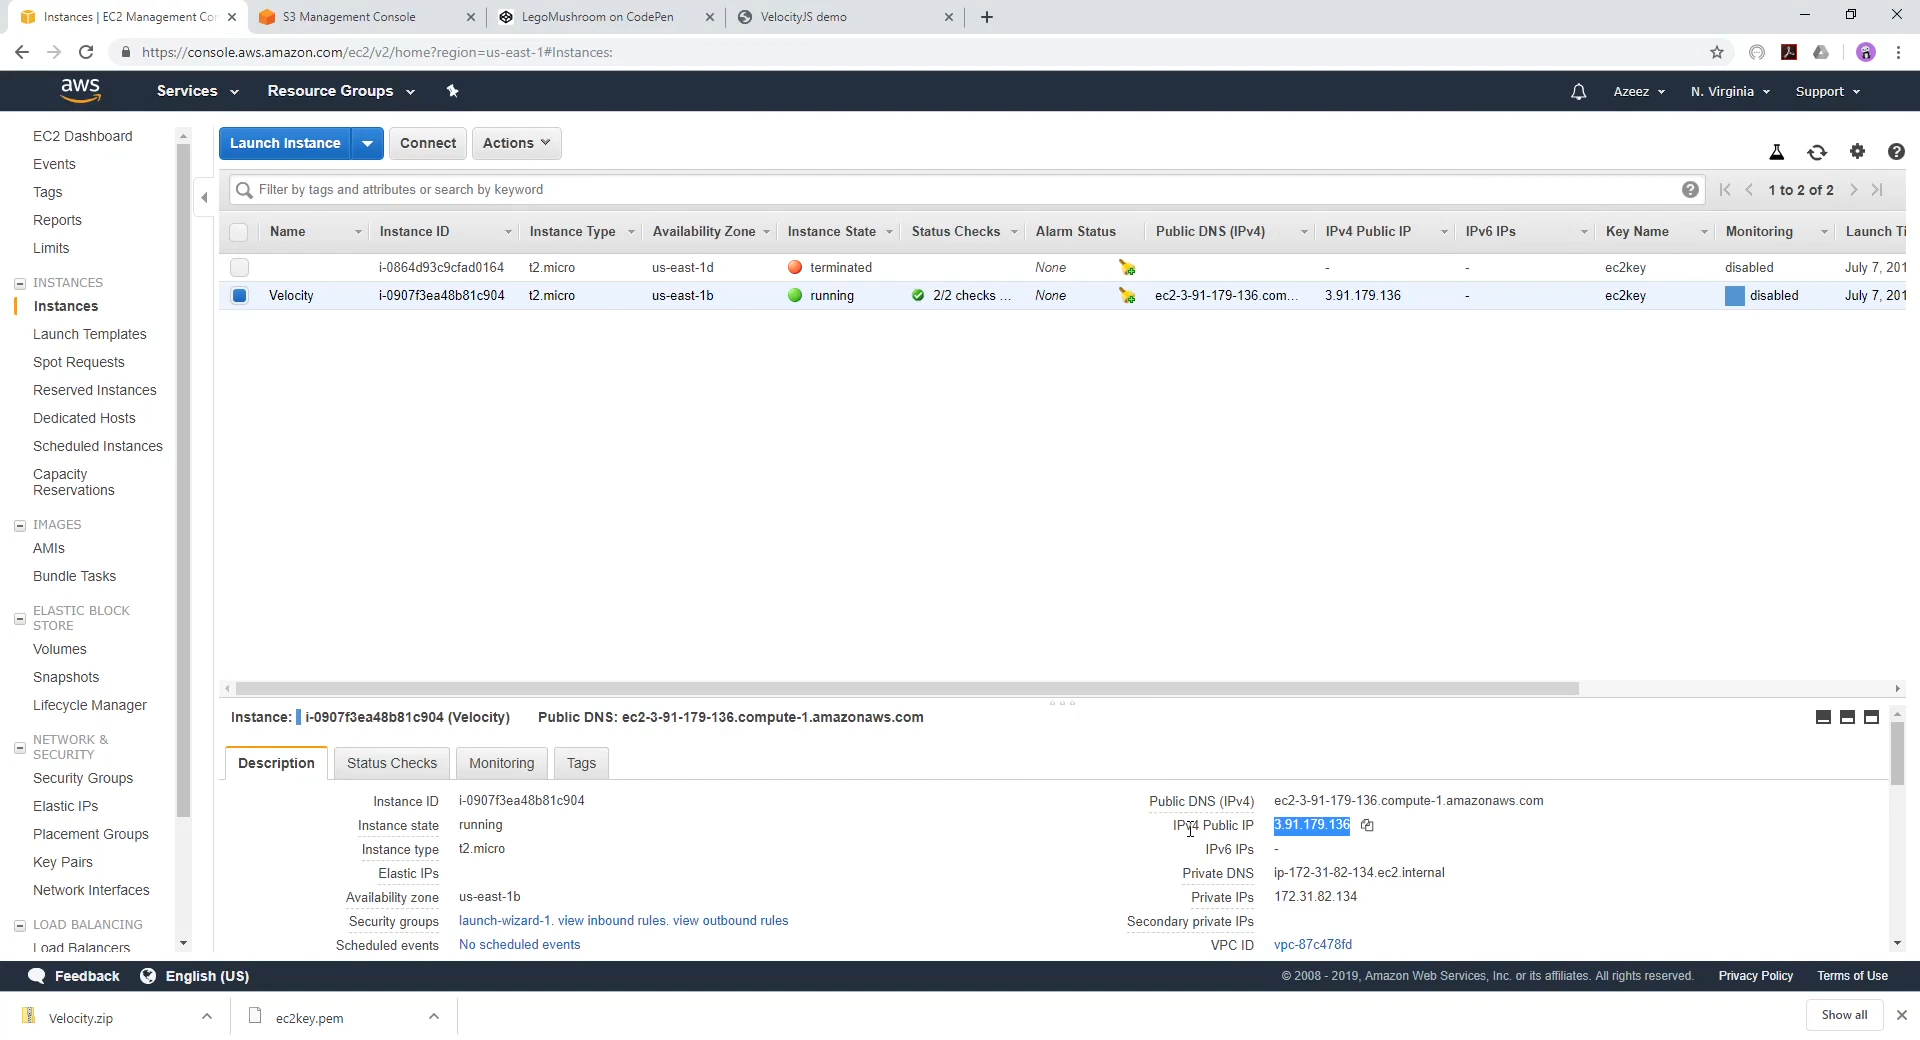 Instances | EC2 Management Con
S3 Management Console
LegoMushroom on CodePen
VelocityJS demo
https://console.aws.amazon.com/ec2/v2/home?region=us-east-1#Instances:
aws
Services
Resource Groups
Azeez
N. Virginia
Support
EC2 Dashboard
Events
Tags
Reports
Limits
INSTANCES
Instances
Launch Templates
Spot Requests
Reserved Instances
Dedicated Hosts
Scheduled Instances
Capacity
Reservations
IMAGES
AMIs
Bundle Tasks
ELASTIC BLOCK
STORE
Volumes
Snapshots
Lifecycle Manager
NETWORK &
SECURITY
Security Groups
Elastic IPs
Placement Groups
Key Pairs
Network Interfaces
LOAD BALANCING
Load Balancers
Launch Instance
Connect
Actions
Filter by tags and attributes or search by keyword
1 to 2 of 2
Name Instance ID Instance Type Availability Zone Instance State Status Checks Alarm Status Public DNS (IPv4) IPv4 Public IP IPv6 IPs Key Name Monitoring Launch Ti
i-0864d93c9cfad0164 t2.micro us-east-1d terminated None - - ec2key disabled July 7, 201
Velocity i-0907f3ea48b81c904 t2.micro us-east-1b running 2/2 checks ... None ec2-3-91-179-136.com... 3.91.179.136 - ec2key disabled July 7, 201
Instance: i-0907f3ea48b81c904 (Velocity) Public DNS: ec2-3-91-179-136.compute-1.amazonaws.com
Description
Status Checks
Monitoring
Tags
Instance ID i-0907f3ea48b81c904
Instance state running
Instance type t2.micro
Elastic IPs
Availability zone us-east-1b
Security groups launch-wizard-1. view inbound rules. view outbound rules
Scheduled events No scheduled events
Public DNS (IPv4) ec2-3-91-179-136.compute-1.amazonaws.com
IPv4 Public IP 3.91.179.136
IPv6 IPs -
Private DNS ip-172-31-82-134.ec2.internal
Private IPs 172.31.82.134
Secondary private IPs
VPC ID vpc-87c478fd
Feedback
English (US)
© 2008 - 2019, Amazon Web Services, Inc. or its affiliates. All rights reserved.
Privacy Policy
Terms of Use
Velocity.zip
ec2key.pem
Show all